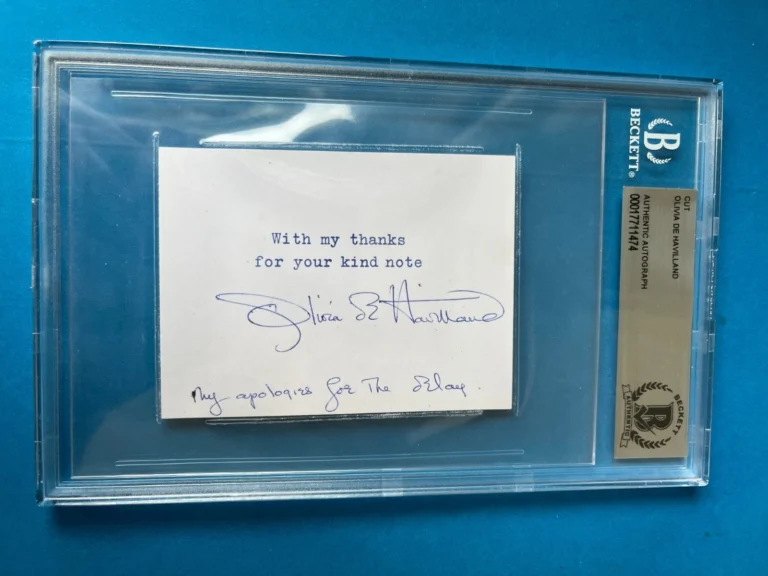 With my thanks
for your kind note
Olivia de Havilland
My apologies for the delay.
B
BECKETT®
CUT
OLIVIA DE HAVILLAND
AUTHENTIC AUTOGRAPH
00017711474
BECKETT
B
AUTHENTIC